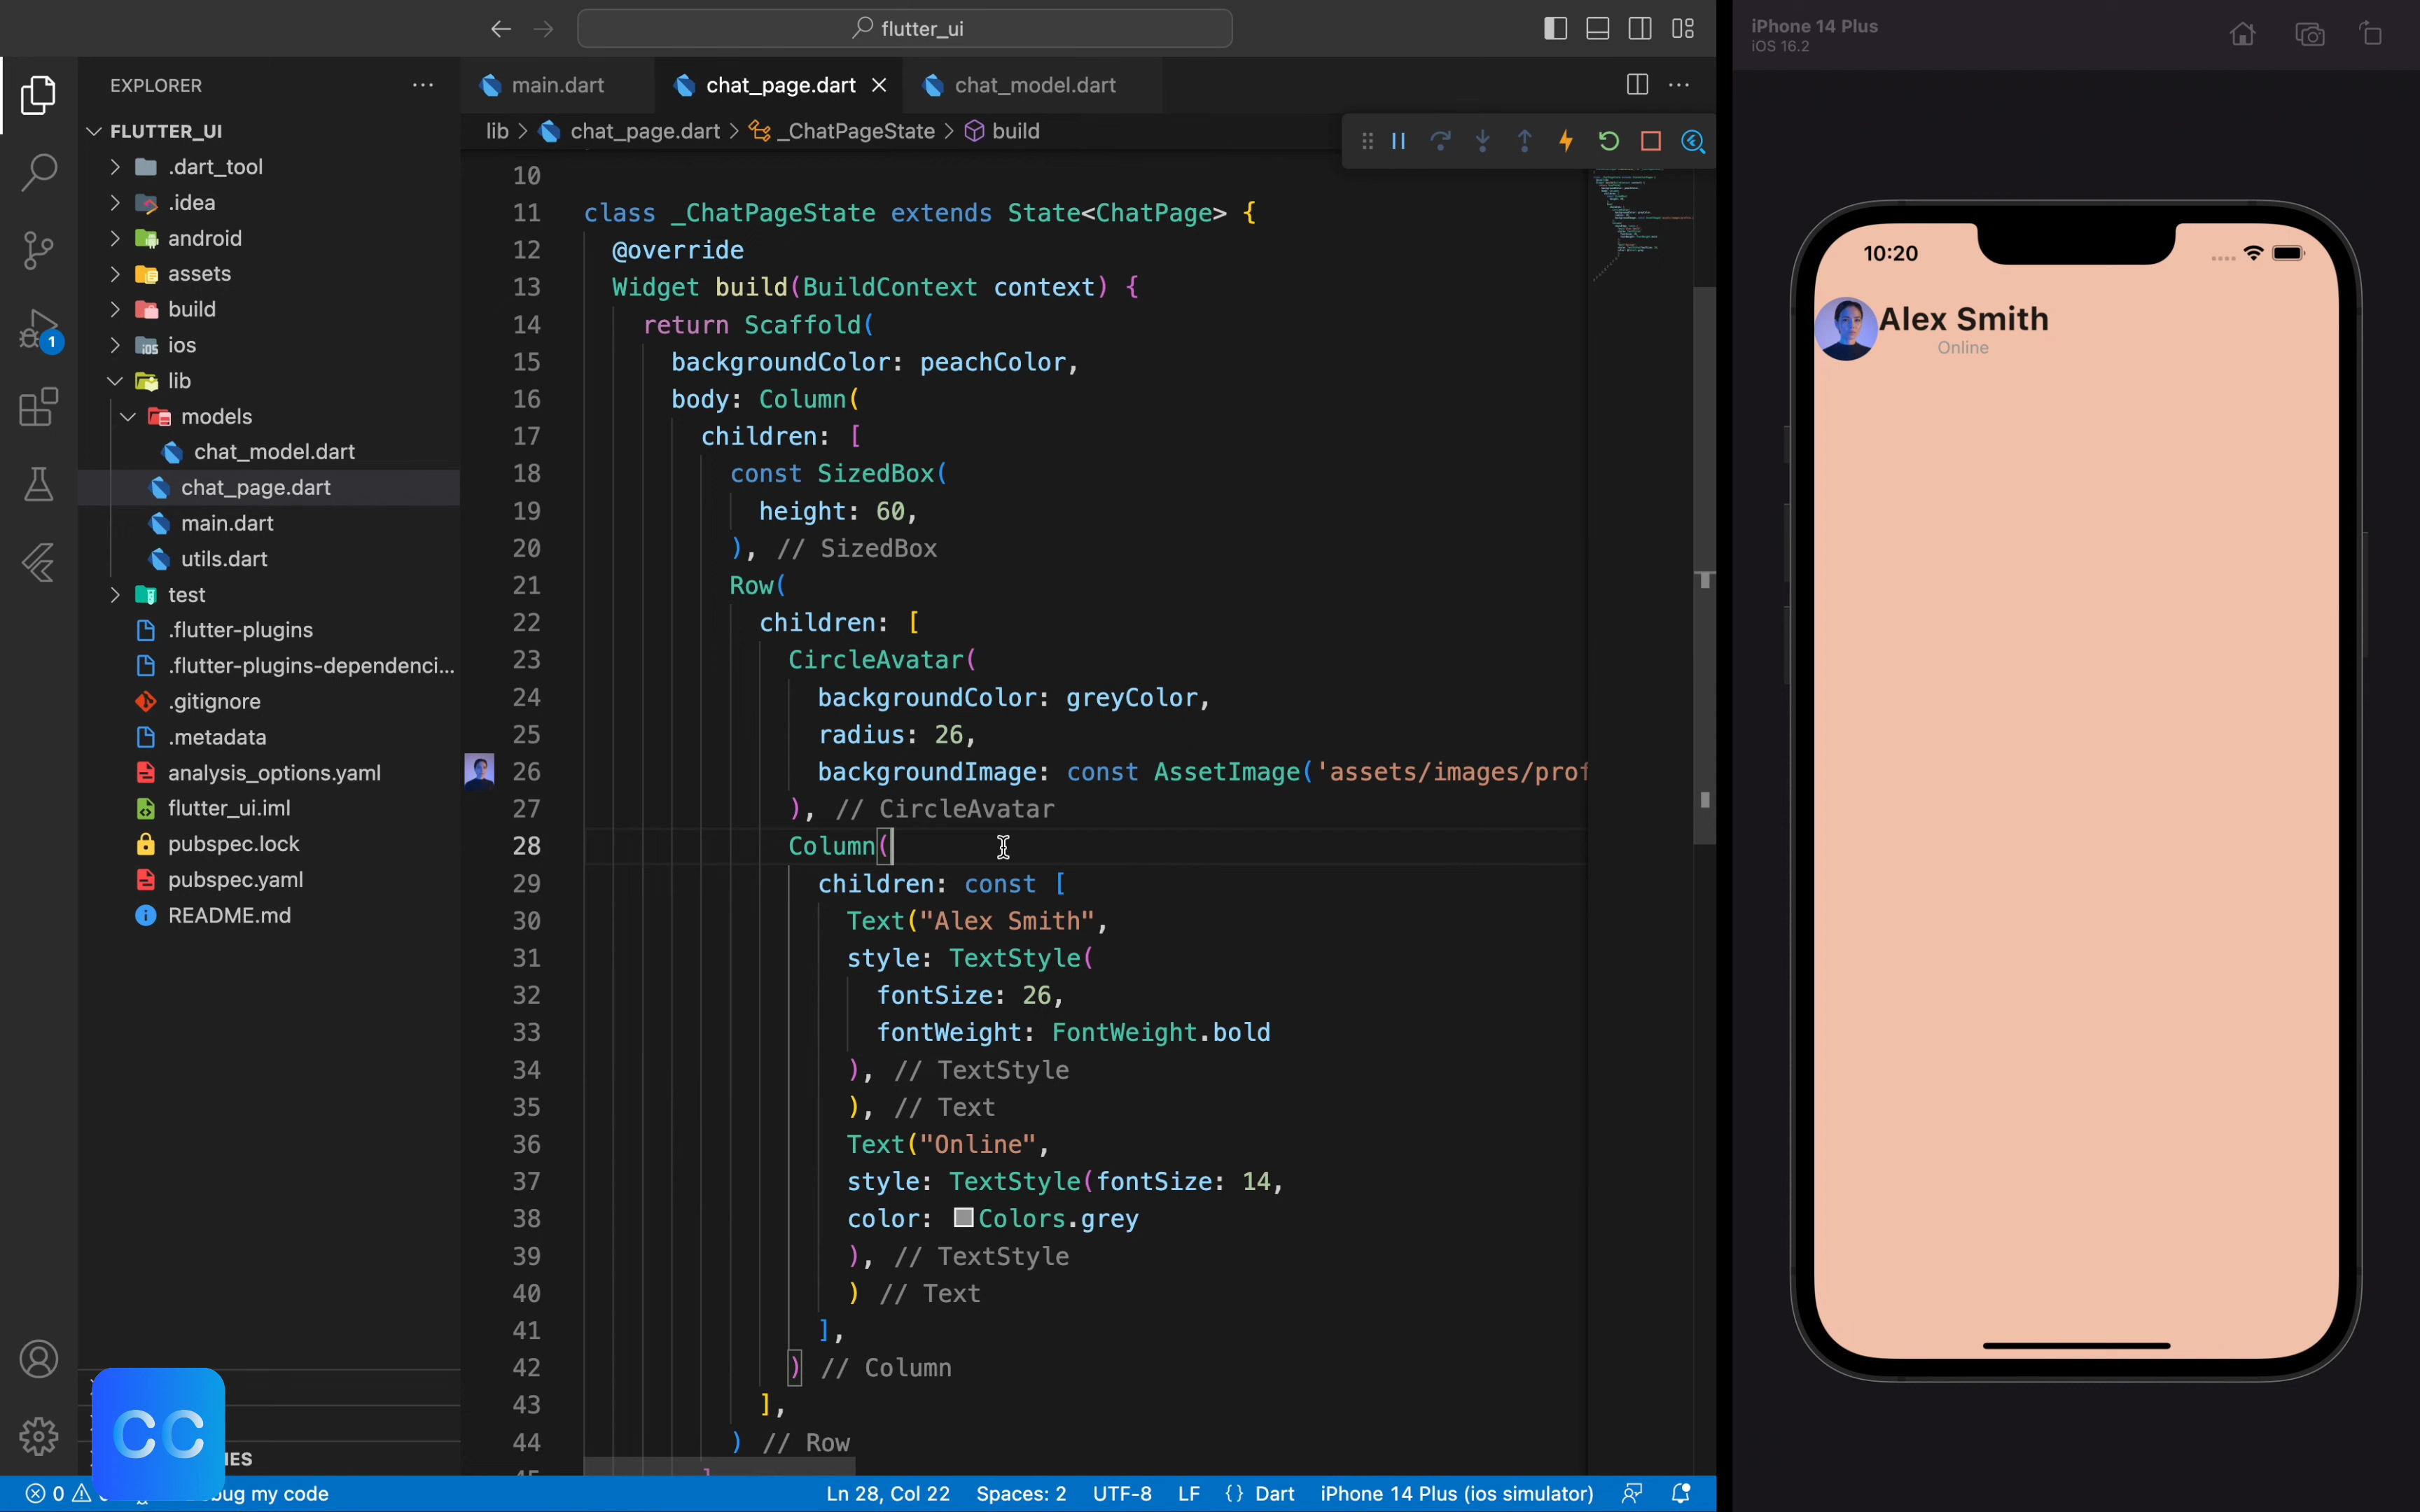 flutter_ui
EXPLORER
FLUTTER_UI
.dart_tool
.idea
android
assets
build
ios
lib
models
chat_model.dart
chat_page.dart
main.dart
utils.dart
test
.flutter-plugins
.flutter-plugins-dependenci...
.gitignore
.metadata
analysis_options.yaml
flutter_ui.iml
pubspec.lock
pubspec.yaml
README.md
1
CC
IES
main.dart
chat_page.dart
chat_model.dart
lib > chat_page.dart > _ChatPageState > build
10
11 class _ChatPageState extends State<ChatPage> {
12 @override
13 Widget build(BuildContext context) {
14 return Scaffold(
15 backgroundColor: peachColor,
16 body: Column(
17 children: [
18 const SizedBox(
19 height: 60,
20 ), // SizedBox
21 Row(
22 children: [
23 CircleAvatar(
24 backgroundColor: greyColor,
25 radius: 26,
26 backgroundImage: const AssetImage('assets/images/prof
27 ), // CircleAvatar
28 Column(
29 children: const [
30 Text("Alex Smith",
31 style: TextStyle(
32 fontSize: 26,
33 fontWeight: FontWeight.bold
34 ), // TextStyle
35 ), // Text
36 Text("Online",
37 style: TextStyle(fontSize: 14,
38 color: Colors.grey
39 ), // TextStyle
40 ) // Text
41 ],
42 ) // Column
43 ],
44 ) // Row
0
bug my code
Ln 28, Col 22
Spaces: 2
UTF-8
LF
{ } Dart
iPhone 14 Plus (ios simulator)
iPhone 14 Plus
iOS 16.2
10:20
Alex Smith
Online